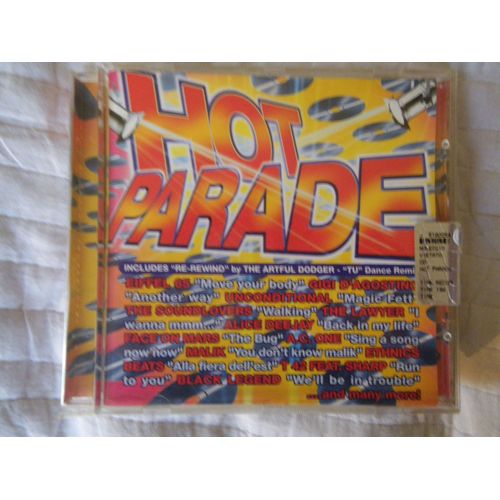 HOT
PARADE
INCLUDES "RE-REWIND" by THE ARTFUL DODGER - "TU" Dance Remi
EIFFEL 65 "Move your body" GIGI D'AGOSTINO
"Another way" UNCONDITIONAL "Magic Fett
THE SOUNDLOVERS "Walking" THE LAWYER "I
wanna mmm..." ALICE DEEJAY "Back in my life"
FACE ON MARS "The Bug" A.C. ONE "Sing a song
now now" MALIK "You don't know malik" ETHNICS
BEATS "Alla fiera dell'est" T 42 FEAT. SHARP "Run
to you" BLACK LEGEND "We'll be in trouble"
....and many more!